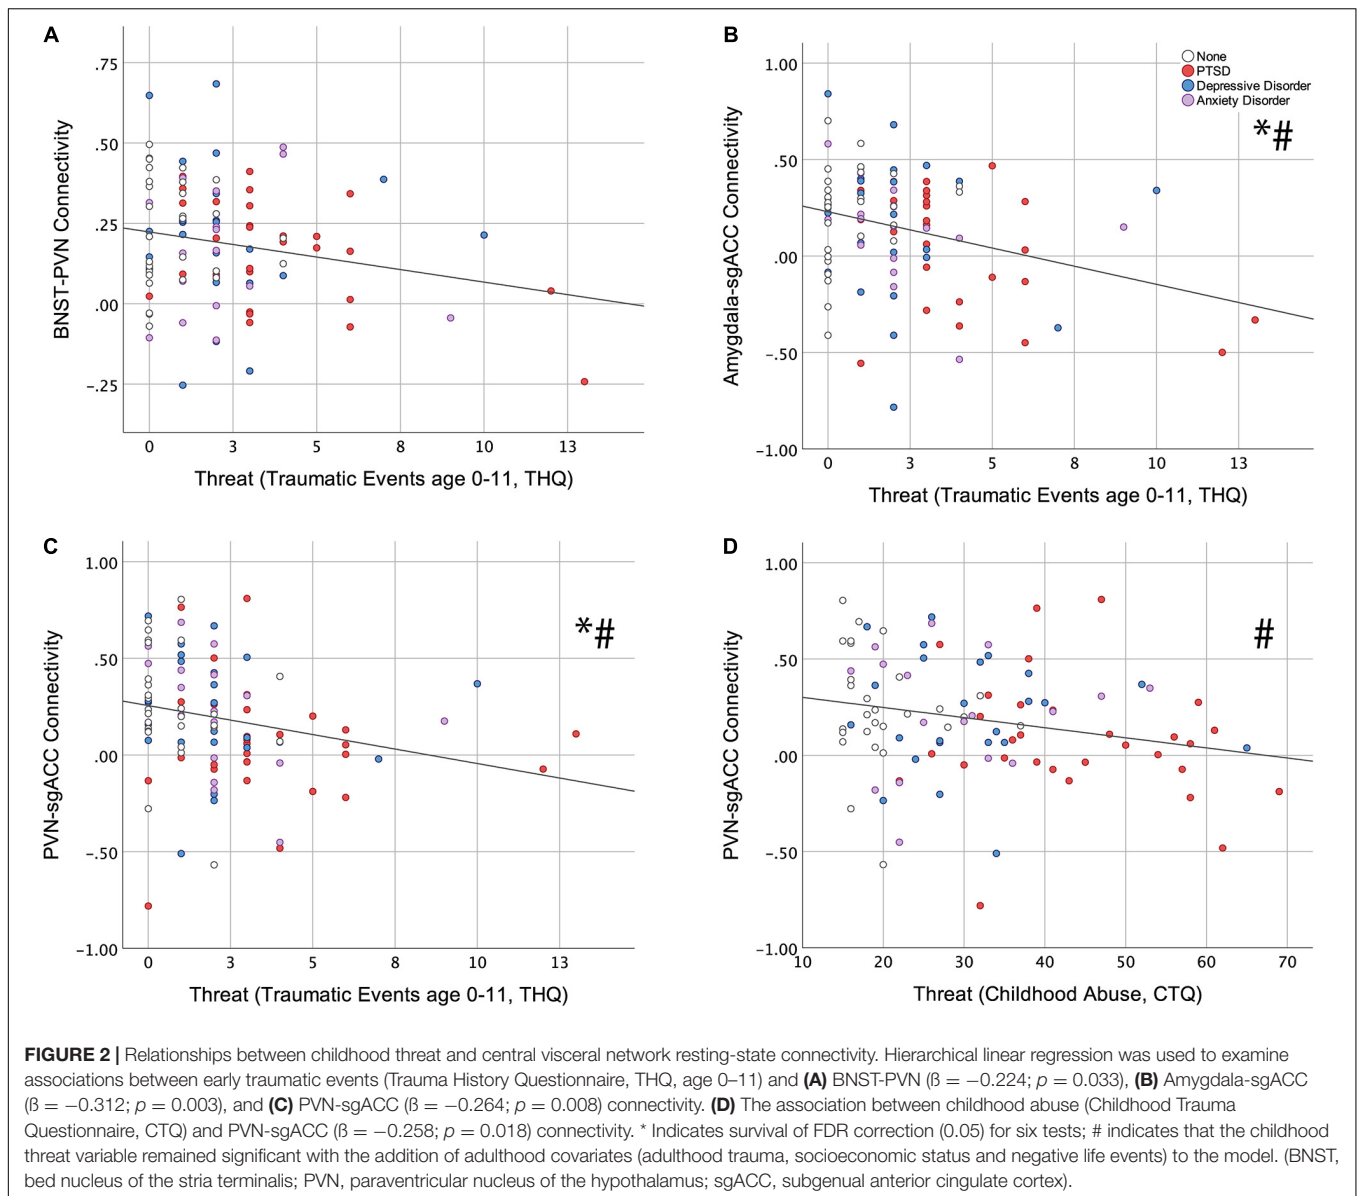 A
.75
.50
.25
.00
-.25
BNST-PVN Connectivity
0 3 5 8 10 13
Threat (Traumatic Events age 0-11, THQ)
B
1.00
.50
.00
-.50
-1.00
Amygdala-sgACC Connectivity
None
PTSD
Depressive Disorder
Anxiety Disorder
*#
0 3 5 8 10 13
Threat (Traumatic Events age 0-11, THQ)
C
1.00
.50
.00
-.50
-1.00
PVN-sgACC Connectivity
*#
0 3 5 8 10 13
Threat (Traumatic Events age 0-11, THQ)
D
1.00
.50
.00
-.50
-1.00
PVN-sgACC Connectivity
#
10 20 30 40 50 60 70
Threat (Childhood Abuse, CTQ)
FIGURE 2 | Relationships between childhood threat and central visceral network resting-state connectivity. Hierarchical linear regression was used to examine
associations between early traumatic events (Trauma History Questionnaire, THQ, age 0–11) and (A) BNST-PVN (ß = −0.224; p = 0.033), (B) Amygdala-sgACC
(ß = −0.312; p = 0.003), and (C) PVN-sgACC (ß = −0.264; p = 0.008) connectivity. (D) The association between childhood abuse (Childhood Trauma
Questionnaire, CTQ) and PVN-sgACC (ß = −0.258; p = 0.018) connectivity. * Indicates survival of FDR correction (0.05) for six tests; # indicates that the childhood
threat variable remained significant with the addition of adulthood covariates (adulthood trauma, socioeconomic status and negative life events) to the model. (BNST,
bed nucleus of the stria terminalis; PVN, paraventricular nucleus of the hypothalamus; sgACC, subgenual anterior cingulate cortex).